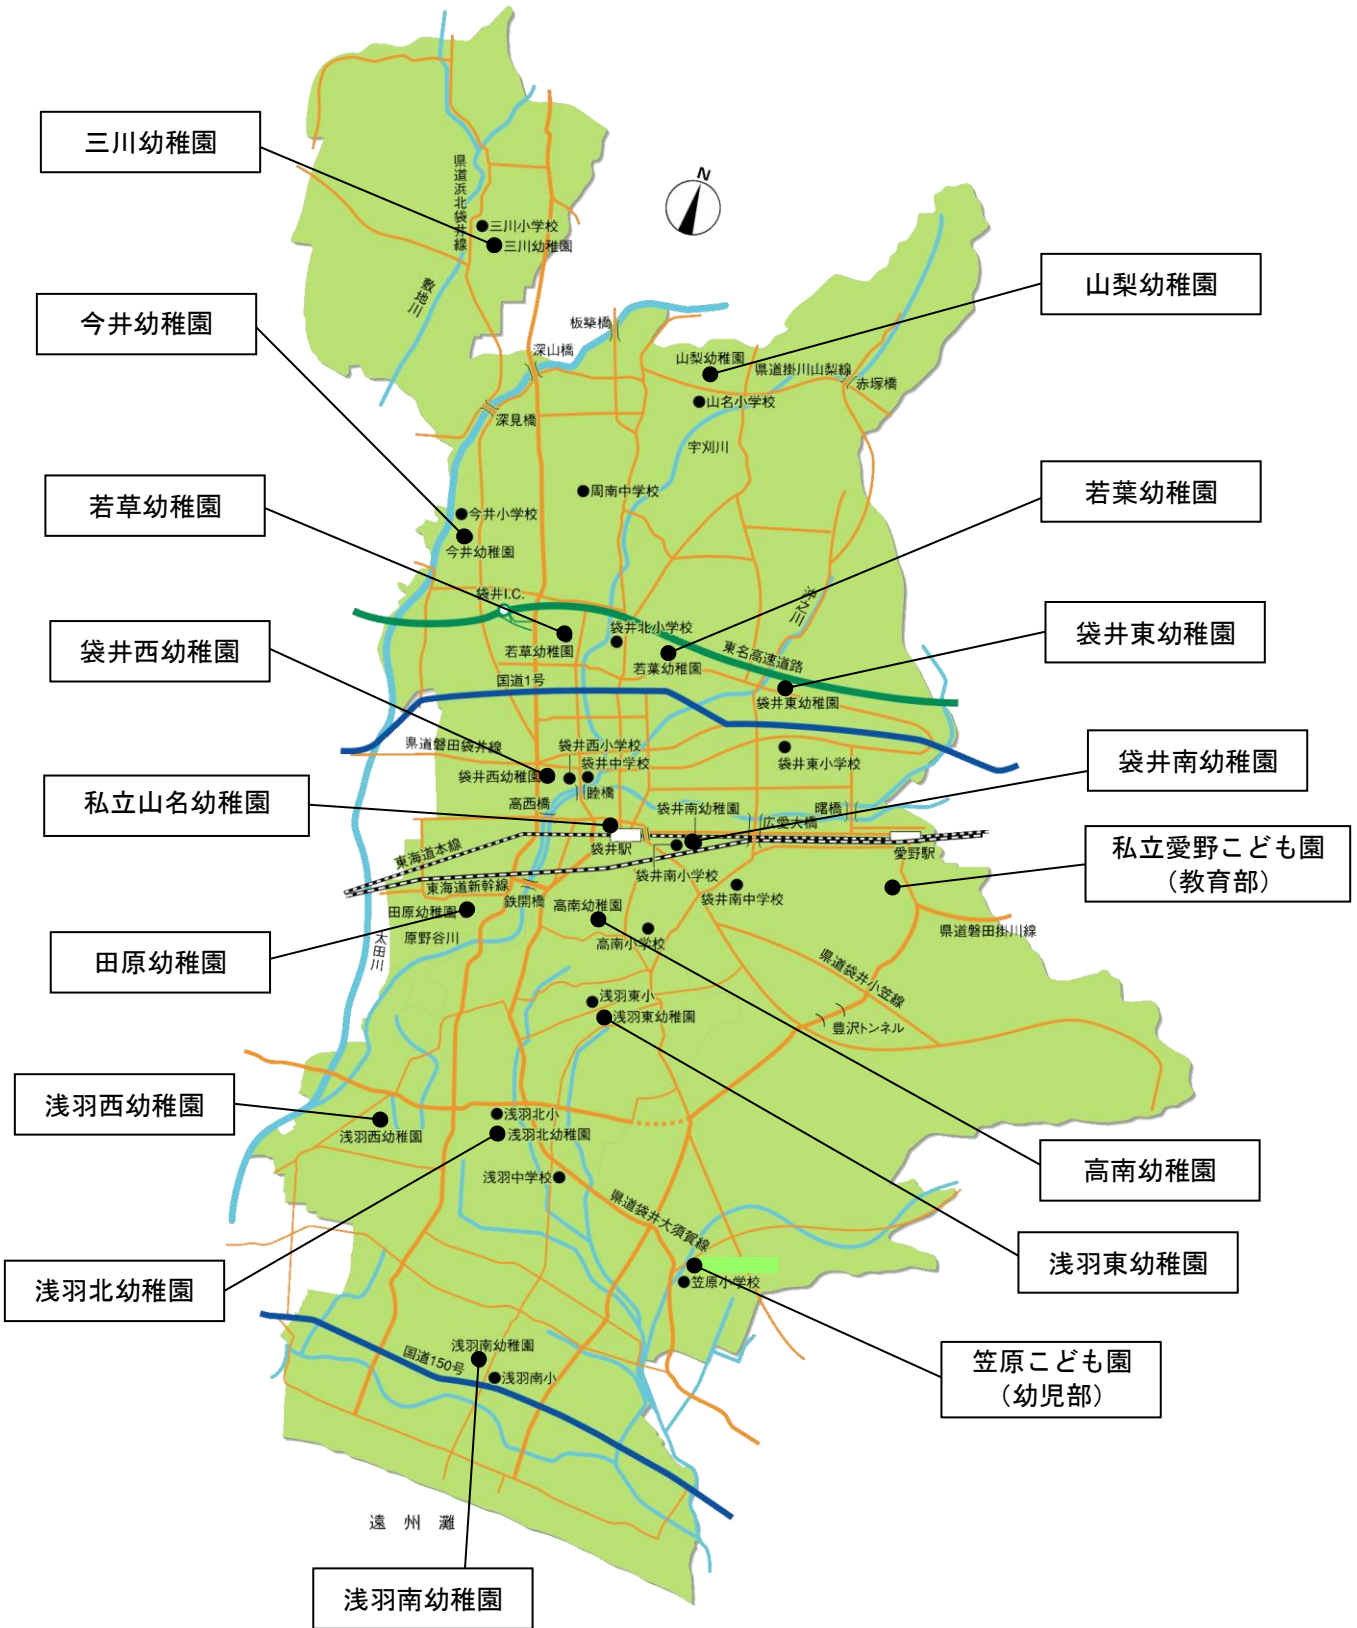 三川幼稚園
N
県道浜北袋井線
三川小学校
三川幼稚園
敷地川
山梨幼稚園
今井幼稚園
板築橋
深山橋
山梨幼稚園
県道掛川山梨線
赤塚橋
山名小学校
深見橋
宇刈川
若草幼稚園
周南中学校
若葉幼稚園
今井小学校
今井幼稚園
袋井I.C.
沖之川
袋井北小学校
若草幼稚園
若葉幼稚園
東名高速道路
袋井東幼稚園
袋井西幼稚園
国道1号
袋井東幼稚園
県道磐田袋井線
袋井西小学校
袋井中学校
袋井東小学校
袋井西幼稚園
睦橋
袋井南幼稚園
私立山名幼稚園
高西橋
袋井南幼稚園
曙橋
広愛大橋
東海道本線
袋井駅
愛野駅
私立愛野こども園
（教育部）
袋井南小学校
東海道新幹線
鉄開橋
袋井南中学校
田原幼稚園
高南幼稚園
原野谷川
高南小学校
県道磐田掛川線
太田川
田原幼稚園
県道袋井小笠線
浅羽東小
浅羽東幼稚園
豊沢トンネル
浅羽西幼稚園
浅羽北小
浅羽西幼稚園
浅羽北幼稚園
高南幼稚園
浅羽中学校
県道袋井大須賀線
浅羽東幼稚園
浅羽北幼稚園
笠原小学校
浅羽南幼稚園
国道150号
浅羽南小
笠原こども園
（幼児部）
遠州灘
浅羽南幼稚園